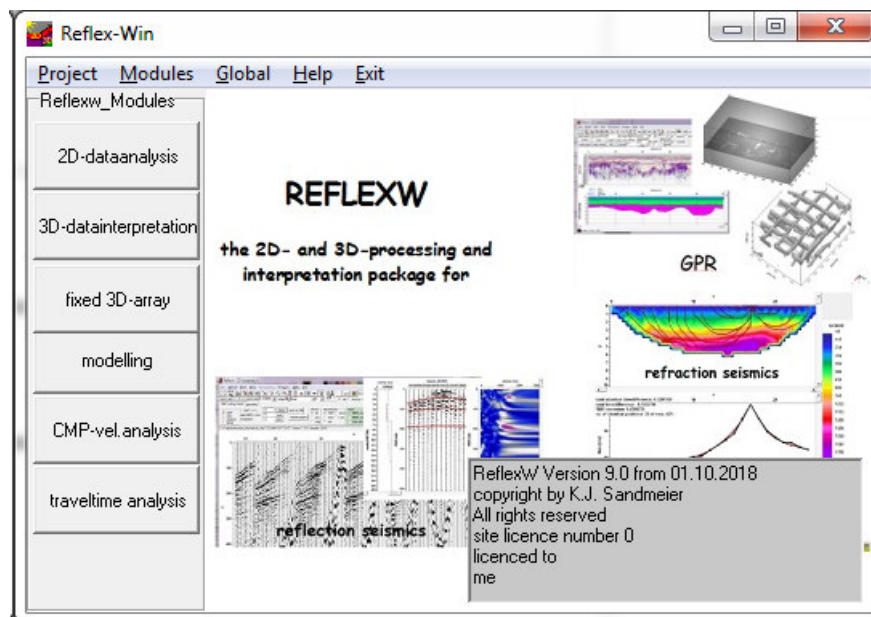 Reflex-Win
Project Modules Global Help Exit
Reflexw_Modules
2D-dataanalysis
3D-datainterpretation
fixed 3D-array
modelling
CMP-vel.analysis
traveltime analysis
REFLEXW
the 2D- and 3D-processing and
interpretation package for
GPR
refraction seismics
reflection seismics
ReflexW Version 9.0 from 01.10.2018
copyright by K.J. Sandmeier
All rights reserved
site licence number 0
licenced to
me